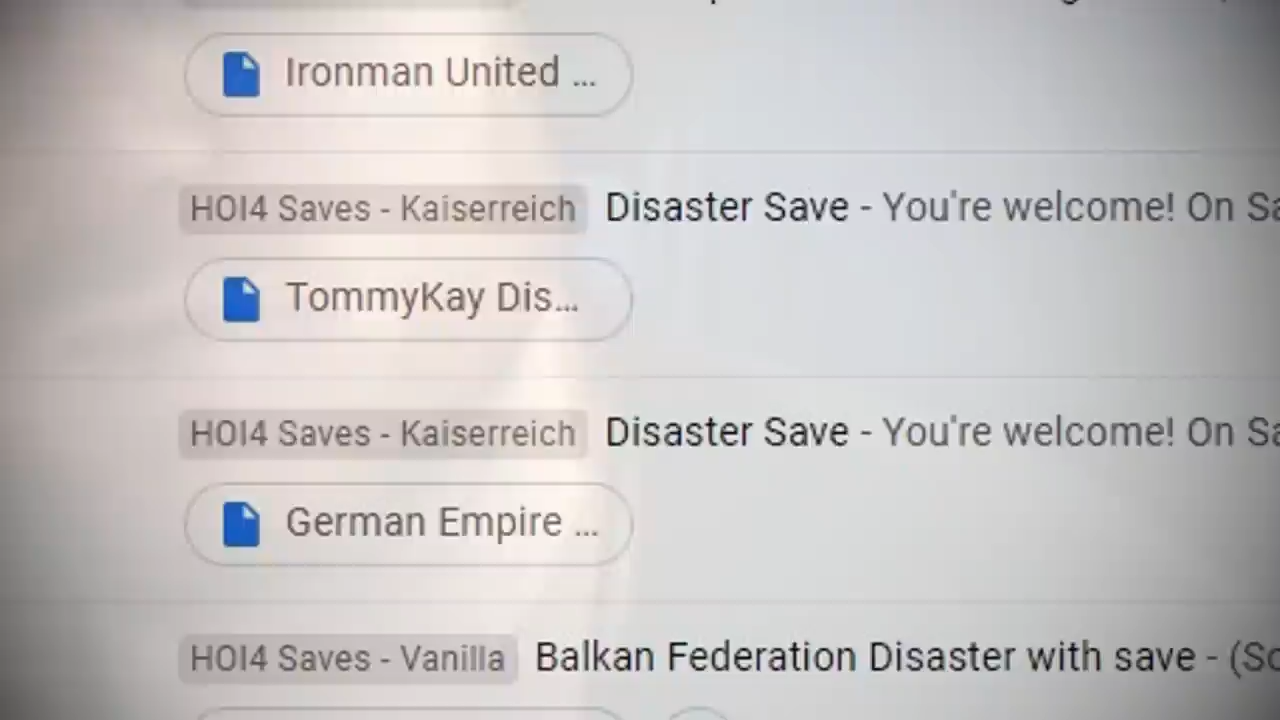 Ironman United ...
HOI4 Saves - Kaiserreich Disaster Save - You're welcome! On Sa
TommyKay Dis...
HOI4 Saves - Kaiserreich Disaster Save - You're welcome! On Sa
German Empire ...
HOI4 Saves - Vanilla Balkan Federation Disaster with save - (So